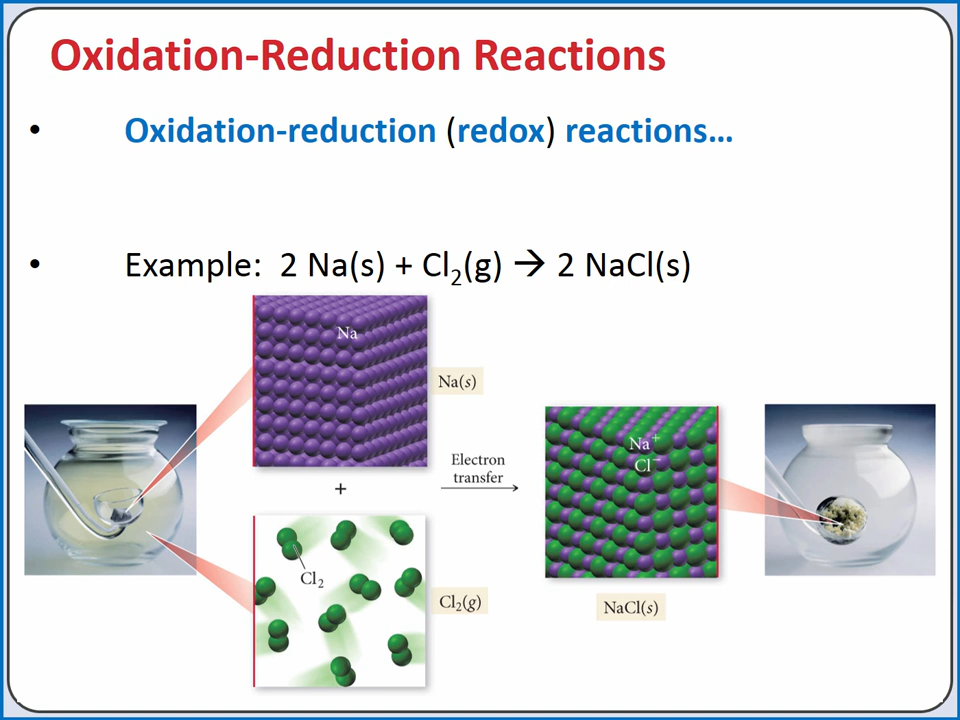 Oxidation-Reduction Reactions
• Oxidation-reduction (redox) reactions…
• Example: 2 Na(s) + Cl₂(g) → 2 NaCl(s)
Na
Na(s)
Electron
transfer
+
Na⁺
Cl⁻
Cl₂
Cl₂(g)
NaCl(s)